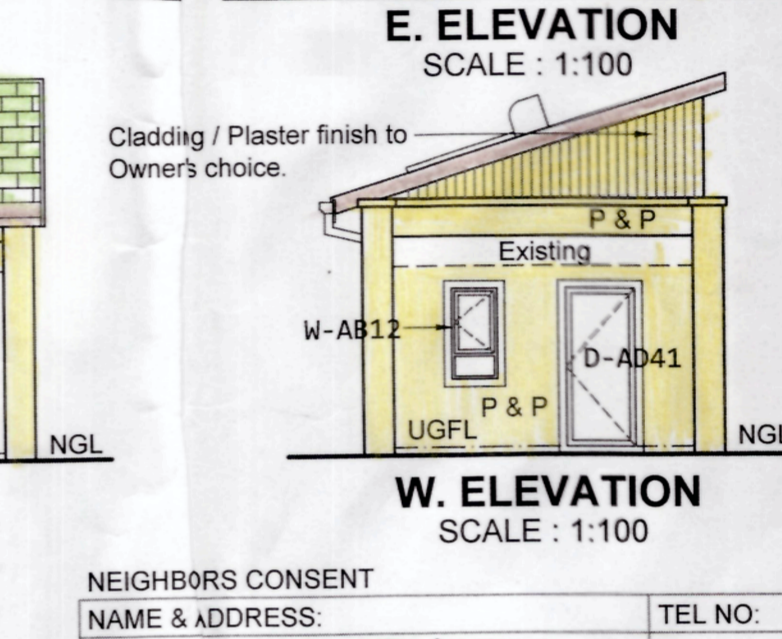 E. ELEVATION
SCALE : 1:100
Cladding / Plaster finish to
Owner's choice.
P & P
Existing
W-AB12
D-AD41
P & P
UGFL
NGL
NGL
W. ELEVATION
SCALE : 1:100
NEIGHBORS CONSENT
NAME & ADDRESS:
TEL NO: